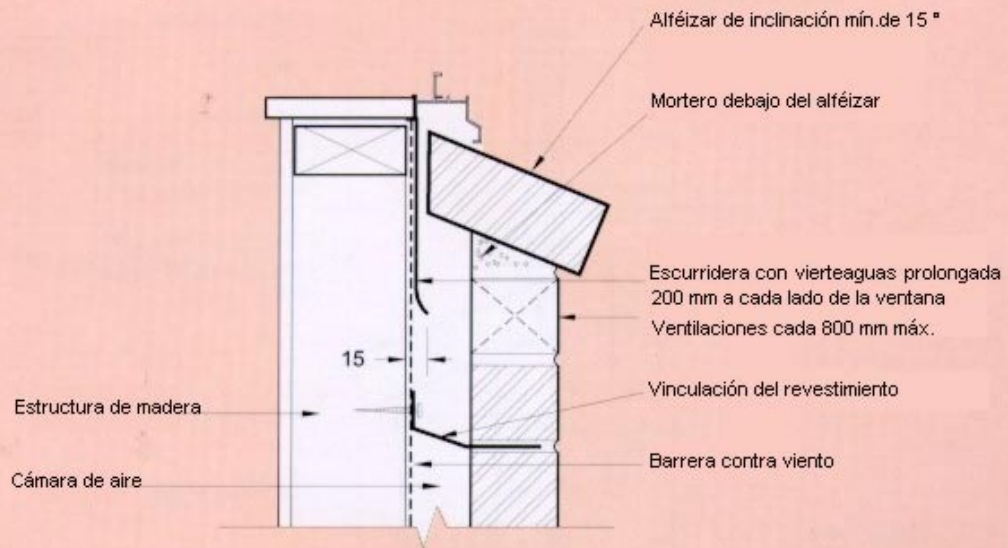 Alféizar de inclinación mín.de 15 °
Mortero debajo del alféizar
Escurridera con vierteaguas prolongada
200 mm a cada lado de la ventana
Ventilaciones cada 800 mm máx.
15
Vinculación del revestimiento
Estructura de madera
Barrera contra viento
Cámara de aire